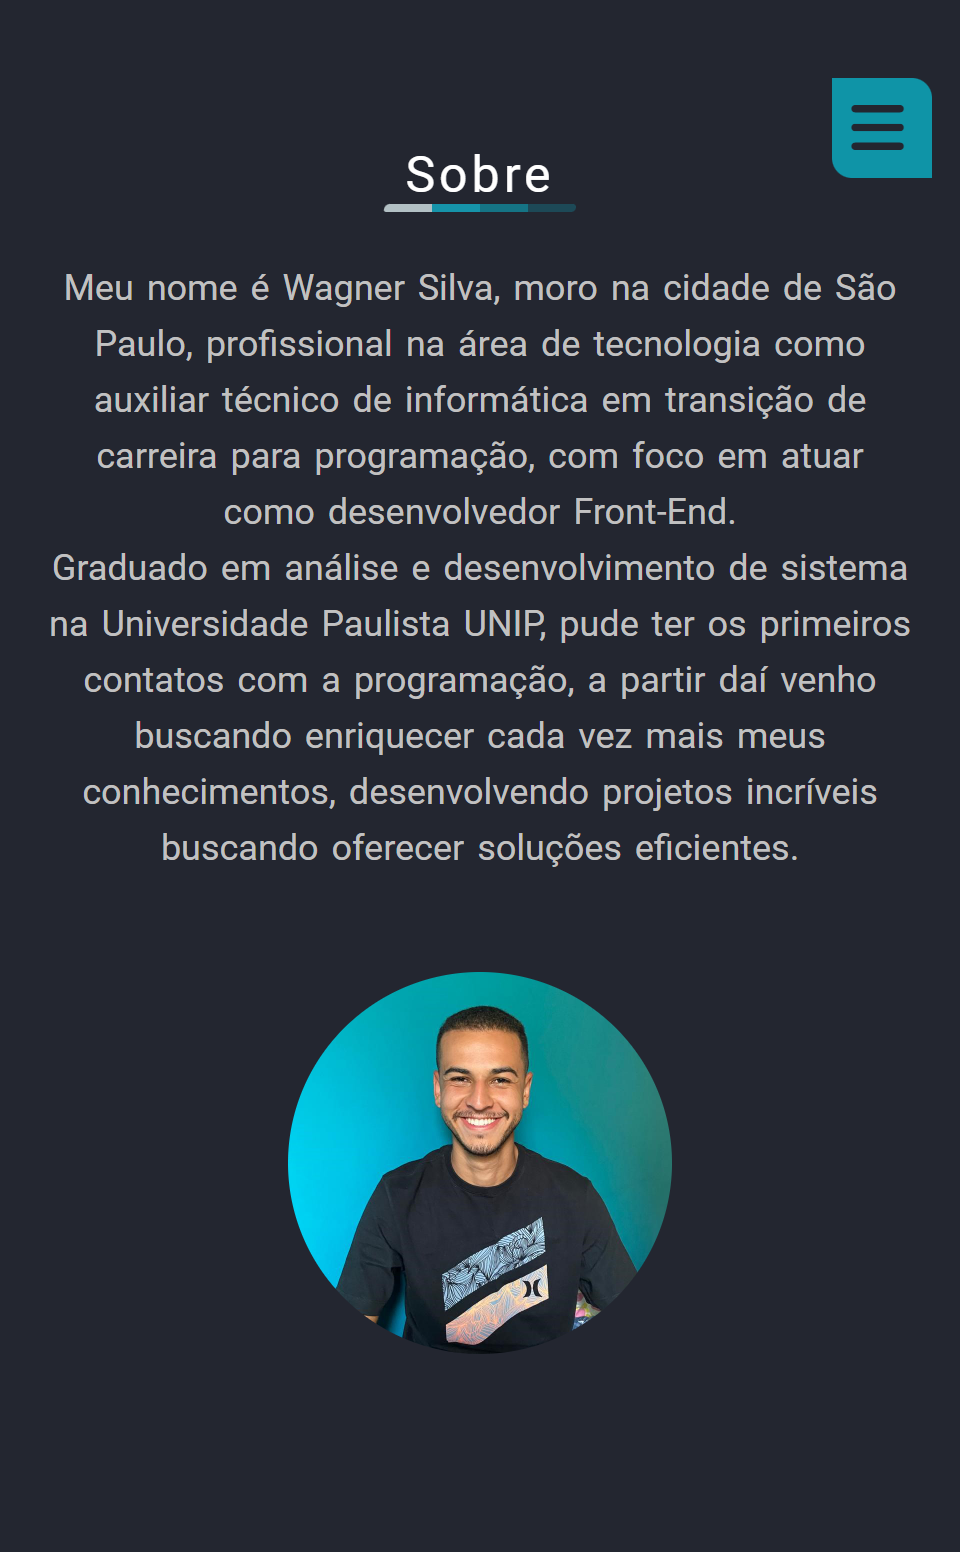 Sobre
Meu nome é Wagner Silva, moro na cidade de São
Paulo, profissional na área de tecnologia como
auxiliar técnico de informática em transição de
carreira para programação, com foco em atuar
como desenvolvedor Front-End.
Graduado em análise e desenvolvimento de sistema
na Universidade Paulista UNIP, pude ter os primeiros
contatos com a programação, a partir daí venho
buscando enriquecer cada vez mais meus
conhecimentos, desenvolvendo projetos incríveis
buscando oferecer soluções eficientes.